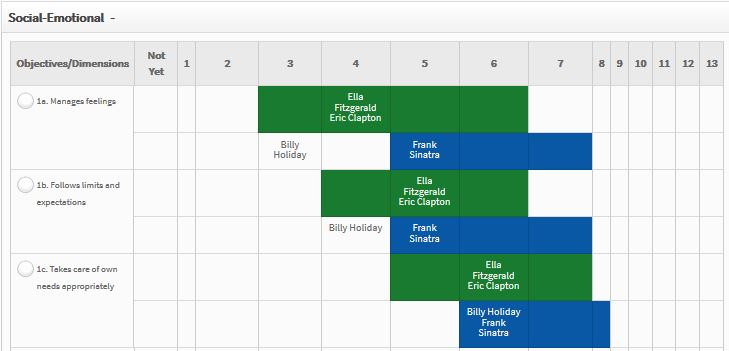 Social-Emotional -
Objectives/Dimensions Not Yet 1 2 3 4 5 6 7 8 9 10 11 12 13
1a. Manages feelings
Ella
Fitzgerald
Eric Clapton
Billy
Holiday
Frank
Sinatra
1b. Follows limits and
expectations
Ella
Fitzgerald
Eric Clapton
Billy Holiday
Frank
Sinatra
1c. Takes care of own
needs appropriately
Ella
Fitzgerald
Eric Clapton
Billy Holiday
Frank
Sinatra